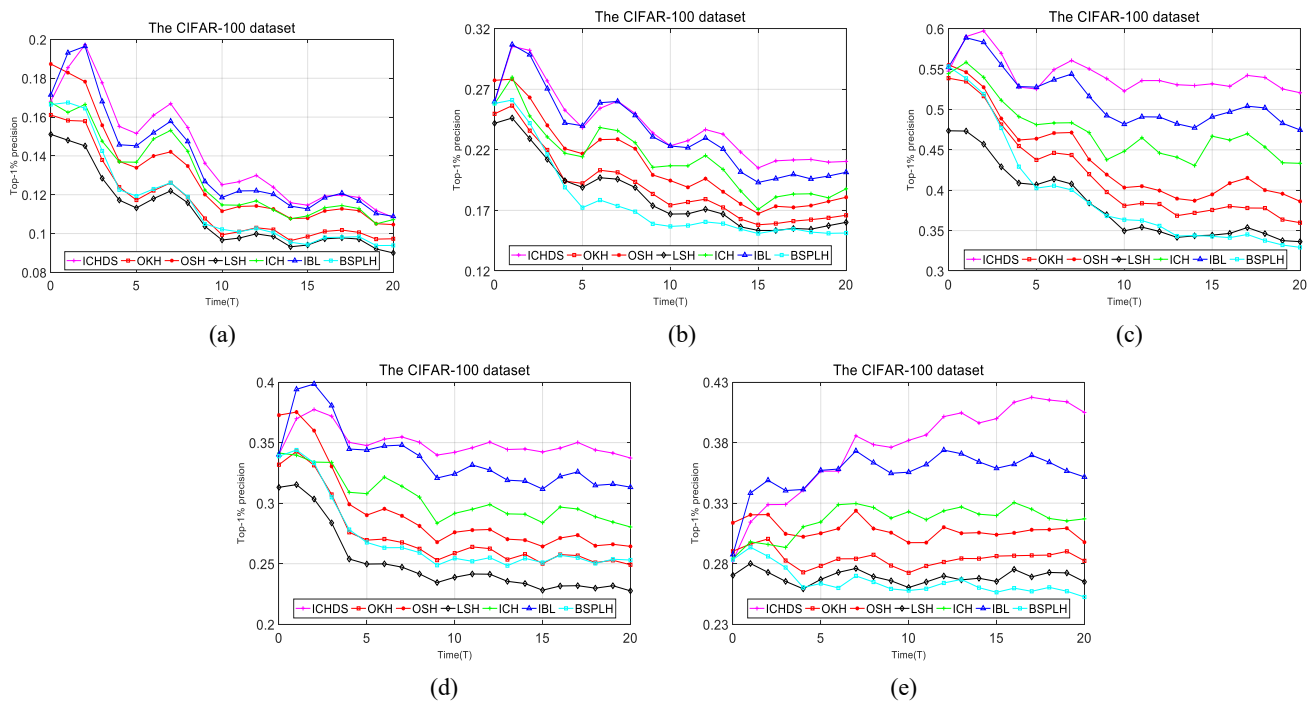 The CIFAR-100 dataset
0.2
0.18
0.16
0.14
0.12
0.1
0.08
Top-1% precision
ICHDS OKH OSH LSH ICH IBL BSPLH
0 5 10 15 20
Time(T)
(a)
The CIFAR-100 dataset
0.32
0.27
0.22
0.17
0.12
Top-1% precision
ICHDS OKH OSH LSH ICH IBL BSPLH
0 5 10 15 20
Time(T)
(b)
The CIFAR-100 dataset
0.6
0.55
0.5
0.45
0.4
0.35
0.3
Top-1% precision
ICHDS OKH OSH LSH ICH IBL BSPLH
0 5 10 15 20
Time(T)
(c)
The CIFAR-100 dataset
0.4
0.35
0.3
0.25
0.2
Top-1% precision
ICHDS OKH OSH LSH ICH IBL BSPLH
0 5 10 15 20
Time(T)
(d)
The CIFAR-100 dataset
0.43
0.38
0.33
0.28
0.23
Top-1% precision
ICHDS OKH OSH LSH ICH IBL BSPLH
0 5 10 15 20
Time(T)
(e)